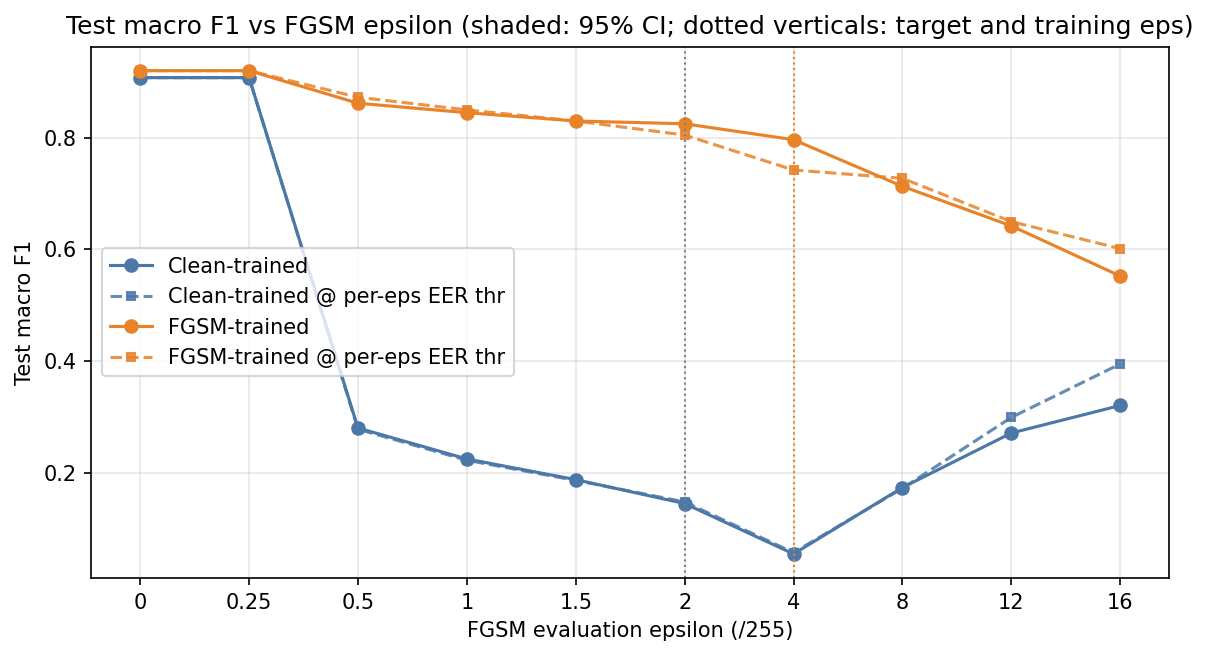 Test macro F1 vs FGSM epsilon (shaded: 95% CI; dotted verticals: target and training eps)
Test macro F1
0.8
0.6
0.4
0.2
Clean-trained
Clean-trained @ per-eps EER thr
FGSM-trained
FGSM-trained @ per-eps EER thr
0 0.25 0.5 1 1.5 2 4 8 12 16
FGSM evaluation epsilon (/255)